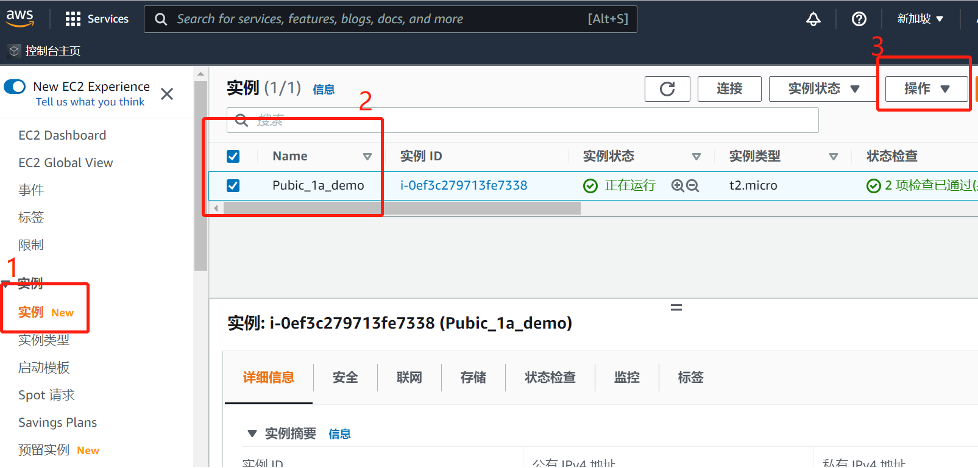 aws Services Search for services, features, blogs, docs, and more [Alt+S] 新加坡
控制台主页
3
New EC2 Experience
Tell us what you think
实例 (1/1) 信息
连接 实例状态 操作
2
搜索
EC2 Dashboard
Name 实例 ID 实例状态 实例类型 状态检查
EC2 Global View
Pubic_1a_demo i-0ef3c279713fe7338 正在运行 t2.micro 2 项检查已通过
事件
标签
限制
1
实例
实例 New
实例: i-0ef3c279713fe7338 (Pubic_1a_demo)
实例类型
启动模板
详细信息 安全 联网 存储 状态检查 监控 标签
Spot 请求
Savings Plans
实例摘要 信息
预留实例 New
实例 ID 公有 IPv4 地址 私有 IPv4 地址